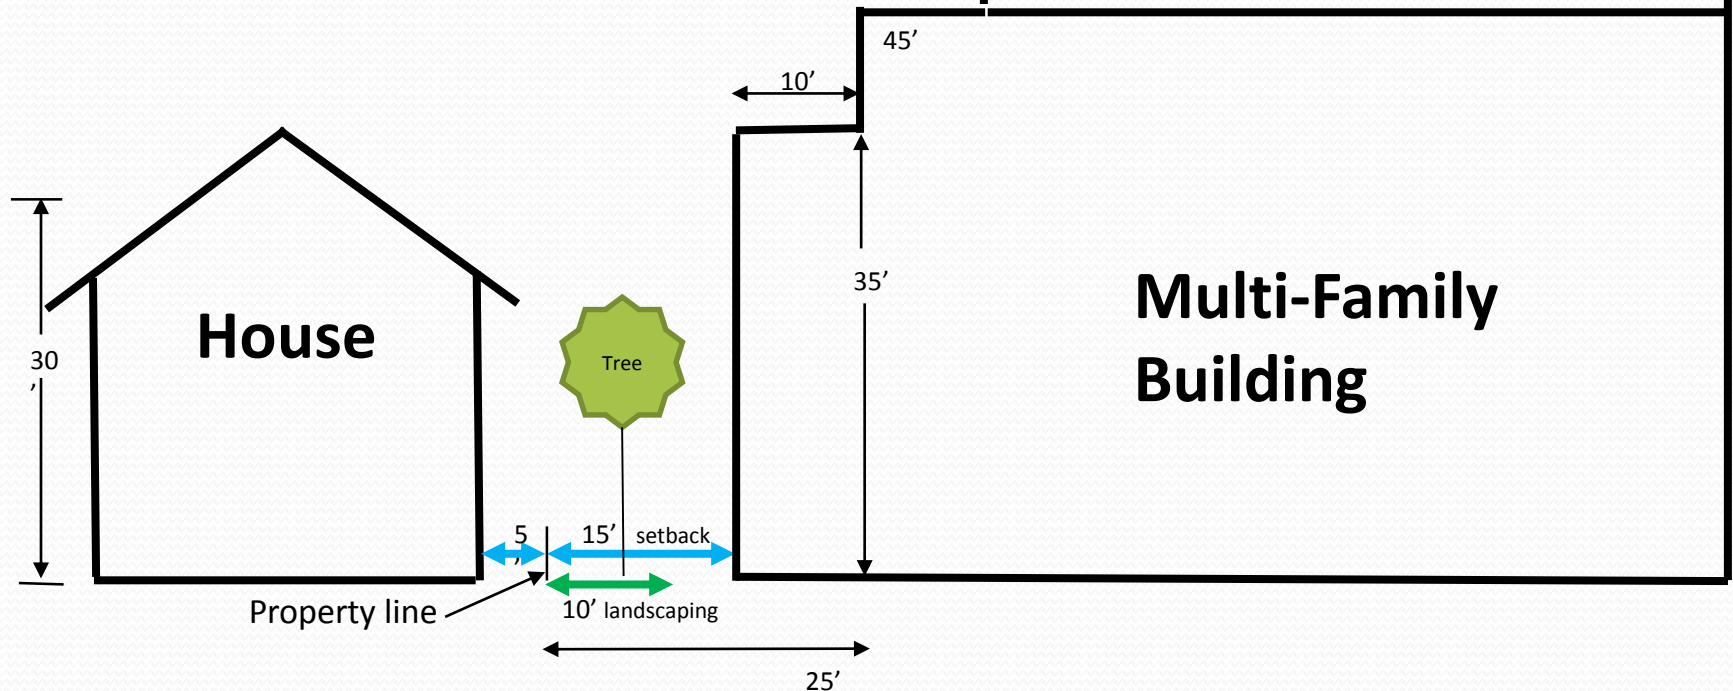 45’
10’
35’
Multi-Family
Building
House
30
’
Tree
5
’
15’ setback
10’ landscaping
Property line
25’